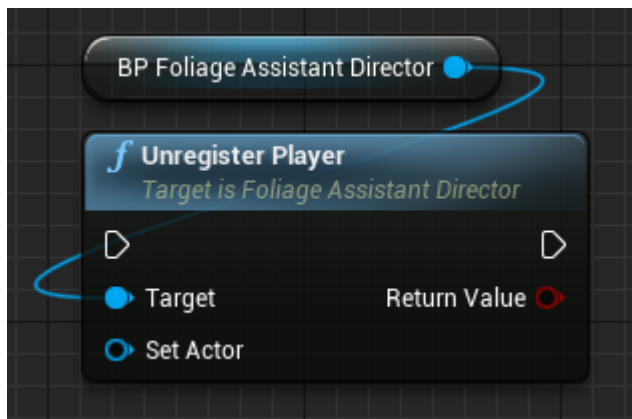 BP Foliage Assistant Director
Unregister Player
Target is Foliage Assistant Director
Target Return Value
Set Actor